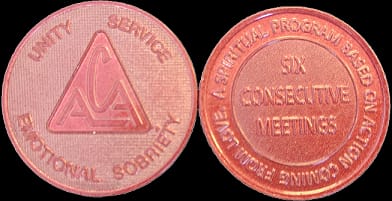 UNITY SERVICE
ACA
EMOTIONAL SOBRIETY
A SPIRITUAL PROGRAM BASED ON ACTION COMING FROM LOVE
SIX
CONSECUTIVE
MEETINGS